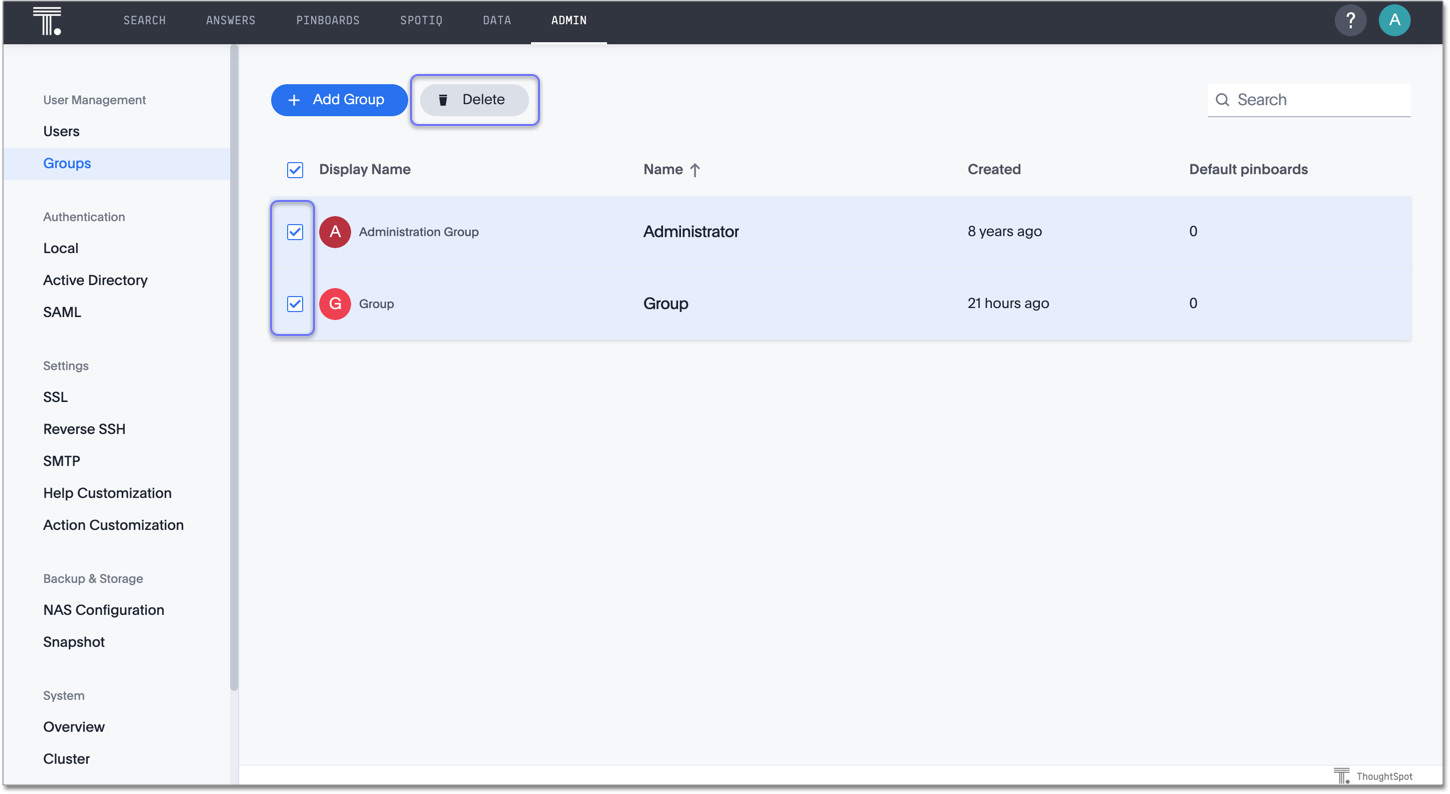 SEARCH ANSWERS PINBOARDS SPOTIQ DATA ADMIN ? A
User Management
Users
Groups
Authentication
Local
Active Directory
SAML
Settings
SSL
Reverse SSH
SMTP
Help Customization
Action Customization
Backup & Storage
NAS Configuration
Snapshot
System
Overview
Cluster
+ Add Group Delete Search
Display Name Name ↑ Created Default pinboards
A Administration Group Administrator 8 years ago 0
G Group Group 21 hours ago 0
ThoughtSpot